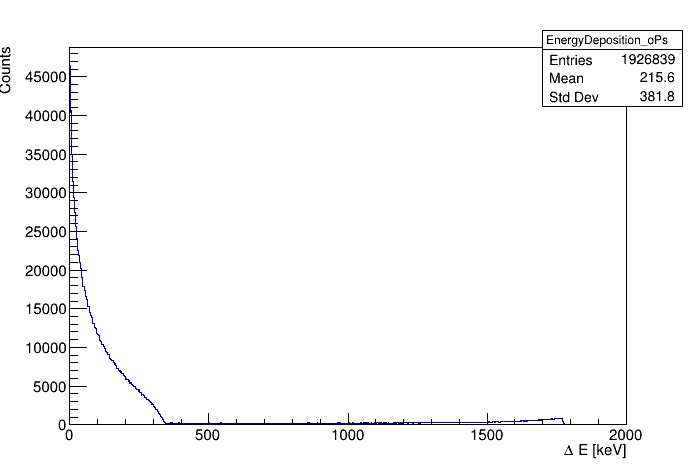 EnergyDeposition_oPs
Entries 1926839
Mean 215.6
Std Dev 381.8
Counts
45000
40000
35000
30000
25000
20000
15000
10000
5000
0
0 500 1000 1500 2000
Δ E [keV]